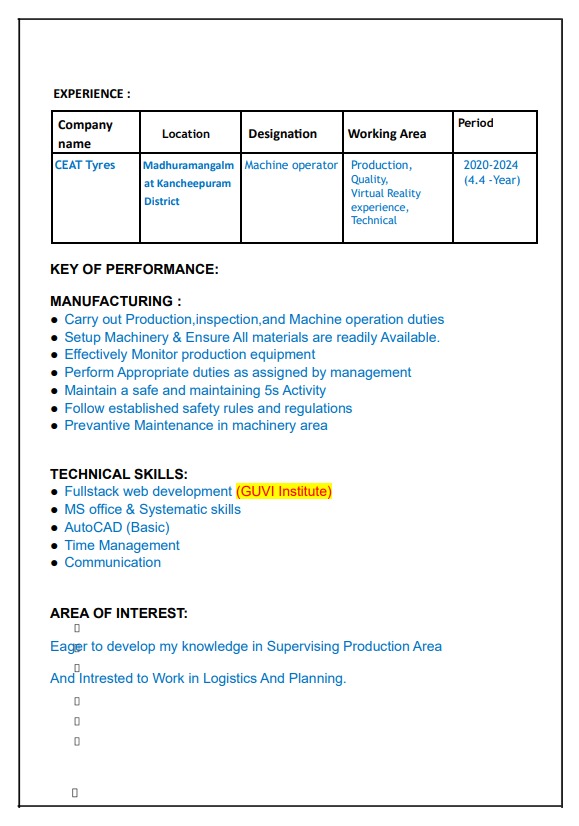 EXPERIENCE :
Company name
Location
Designation
Working Area
Period
CEAT Tyres
Madhuramangalm
at Kancheepuram
District
Machine operator
Production,
Quality,
Virtual Reality
experience,
Technical
2020-2024
(4.4 -Year)
KEY OF PERFORMANCE:
MANUFACTURING :
● Carry out Production,inspection,and Machine operation duties
● Setup Machinery & Ensure All materials are readily Available.
● Effectively Monitor production equipment
● Perform Appropriate duties as assigned by management
● Maintain a safe and maintaining 5s Activity
● Follow established safety rules and regulations
● Prevantive Maintenance in machinery area
TECHNICAL SKILLS:
● Fullstack web development (GUVI Institute)
● MS office & Systematic skills
● AutoCAD (Basic)
● Time Management
● Communication
AREA OF INTEREST:
Eager to develop my knowledge in Supervising Production Area
And Intrested to Work in Logistics And Planning.